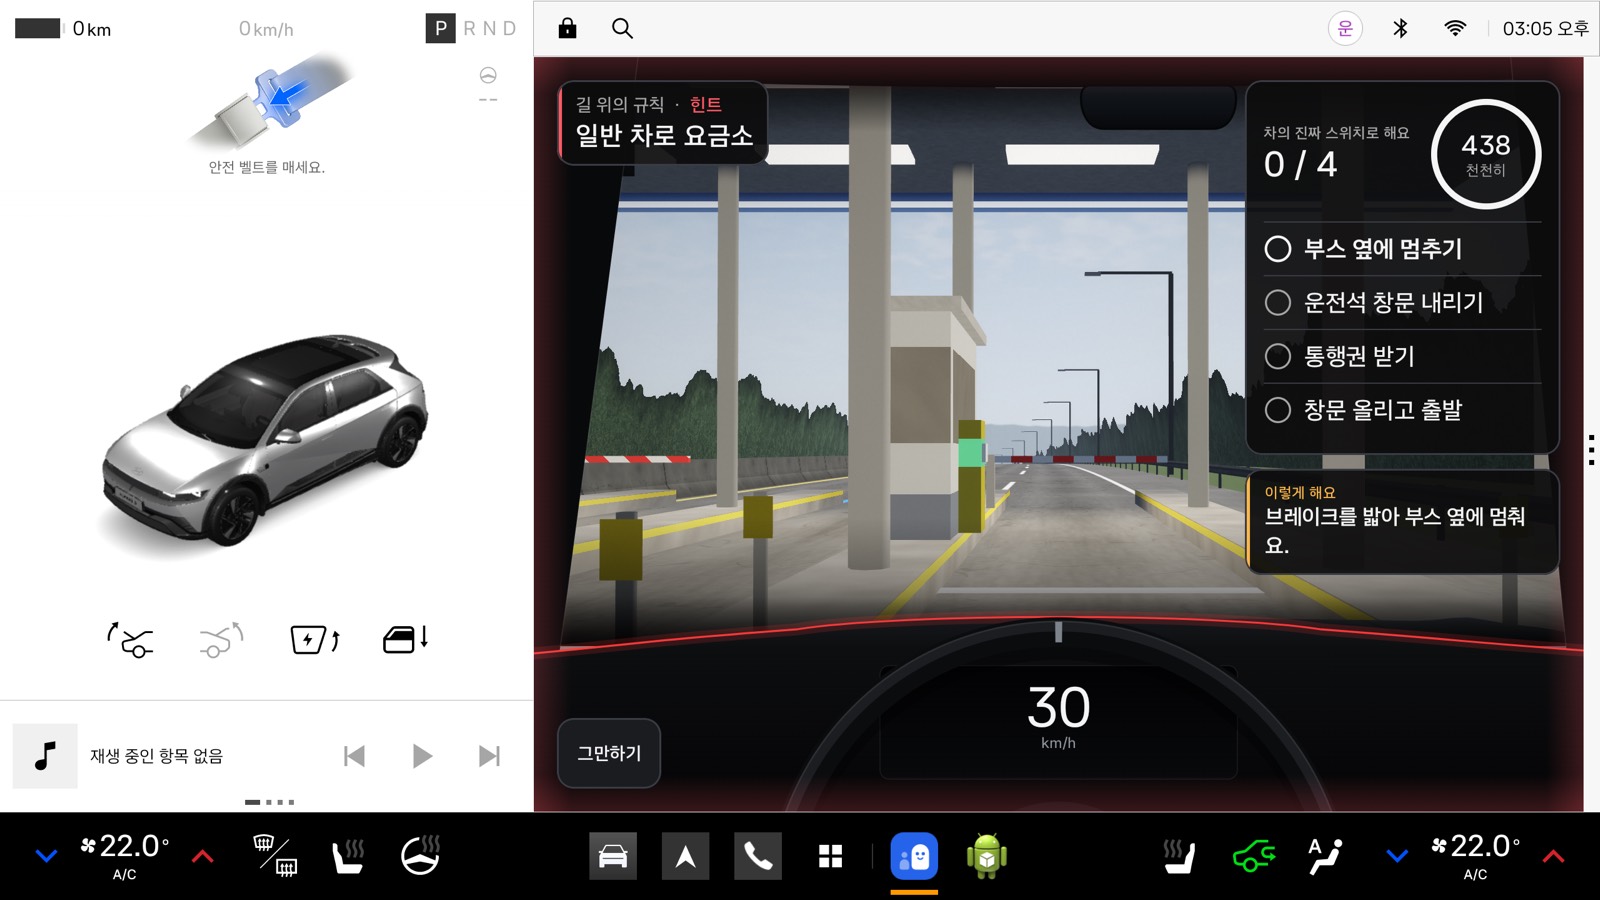 0 km
0 km/h
P R N D
--
안전 벨트를 매세요.
재생 중인 항목 없음
운
03:05 오후
길 위의 규칙 · 힌트
일반 차로 요금소
차의 진짜 스위치로 해요
0 / 4
438
천천히
부스 옆에 멈추기
운전석 창문 내리기
통행권 받기
창문 올리고 출발
이렇게 해요
브레이크를 밟아 부스 옆에 멈춰
요.
30
km/h
그만하기
22.0°
A/C
A
22.0°
A/C